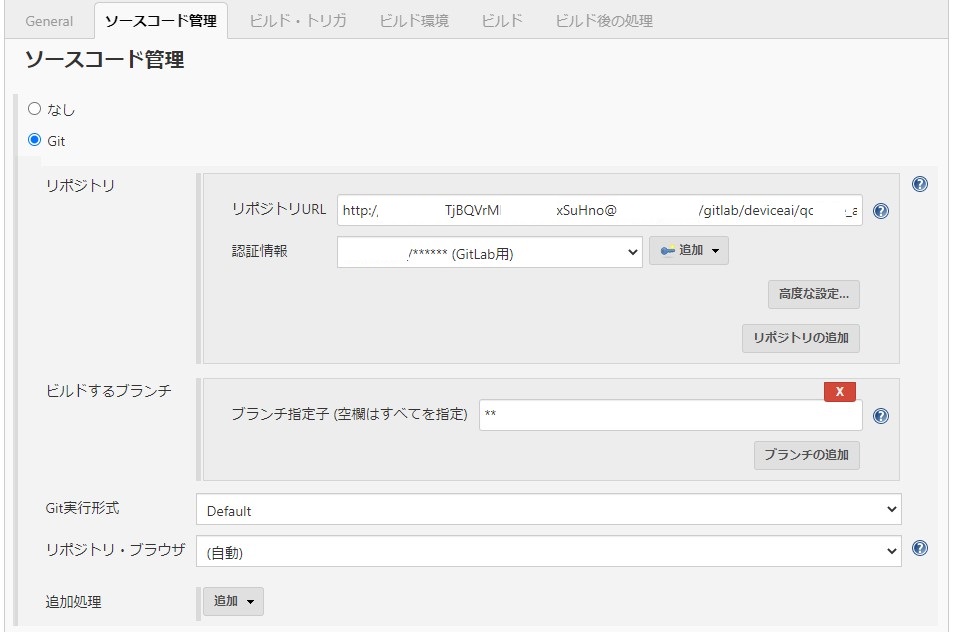 General ソースコード管理 ビルド・トリガ ビルド環境 ビルド ビルド後の処理
ソースコード管理
なし
Git
リポジトリ
リポジトリURL http:/ TjBQVrM xSuHno@ /gitlab/deviceai/qc _a
認証情報 /****** (GitLab用) 追加
高度な設定...
リポジトリの追加
ビルドするブランチ
X
ブランチ指定子 (空欄はすべてを指定) **
ブランチの追加
Git実行形式 Default
リポジトリ・ブラウザ (自動)
追加処理 追加